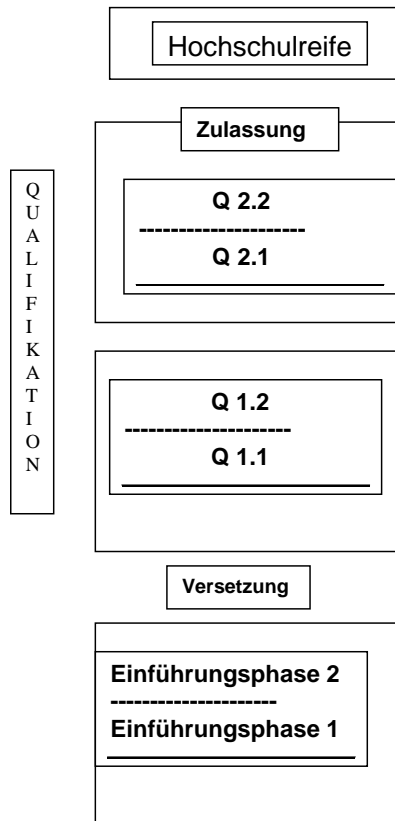 Hochschulreife
Zulassung
QUALIFIKATION
Q 2.2
---------------------
Q 2.1
Q 1.2
---------------------
Q 1.1
Versetzung
Einführungsphase 2
---------------------
Einführungsphase 1